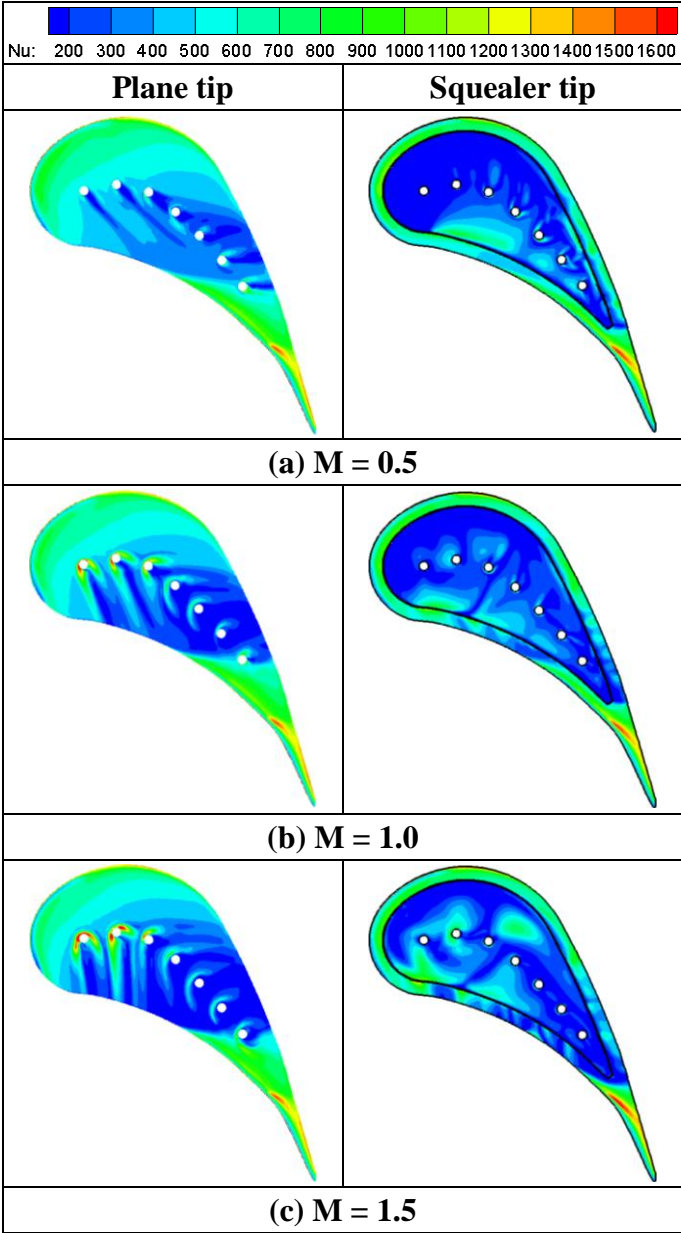 Nu: 200 300 400 500 600 700 800 900 1000 1100 1200 1300 1400 1500 1600
Plane tip Squealer tip
(a) M = 0.5
(b) M = 1.0
(c) M = 1.5